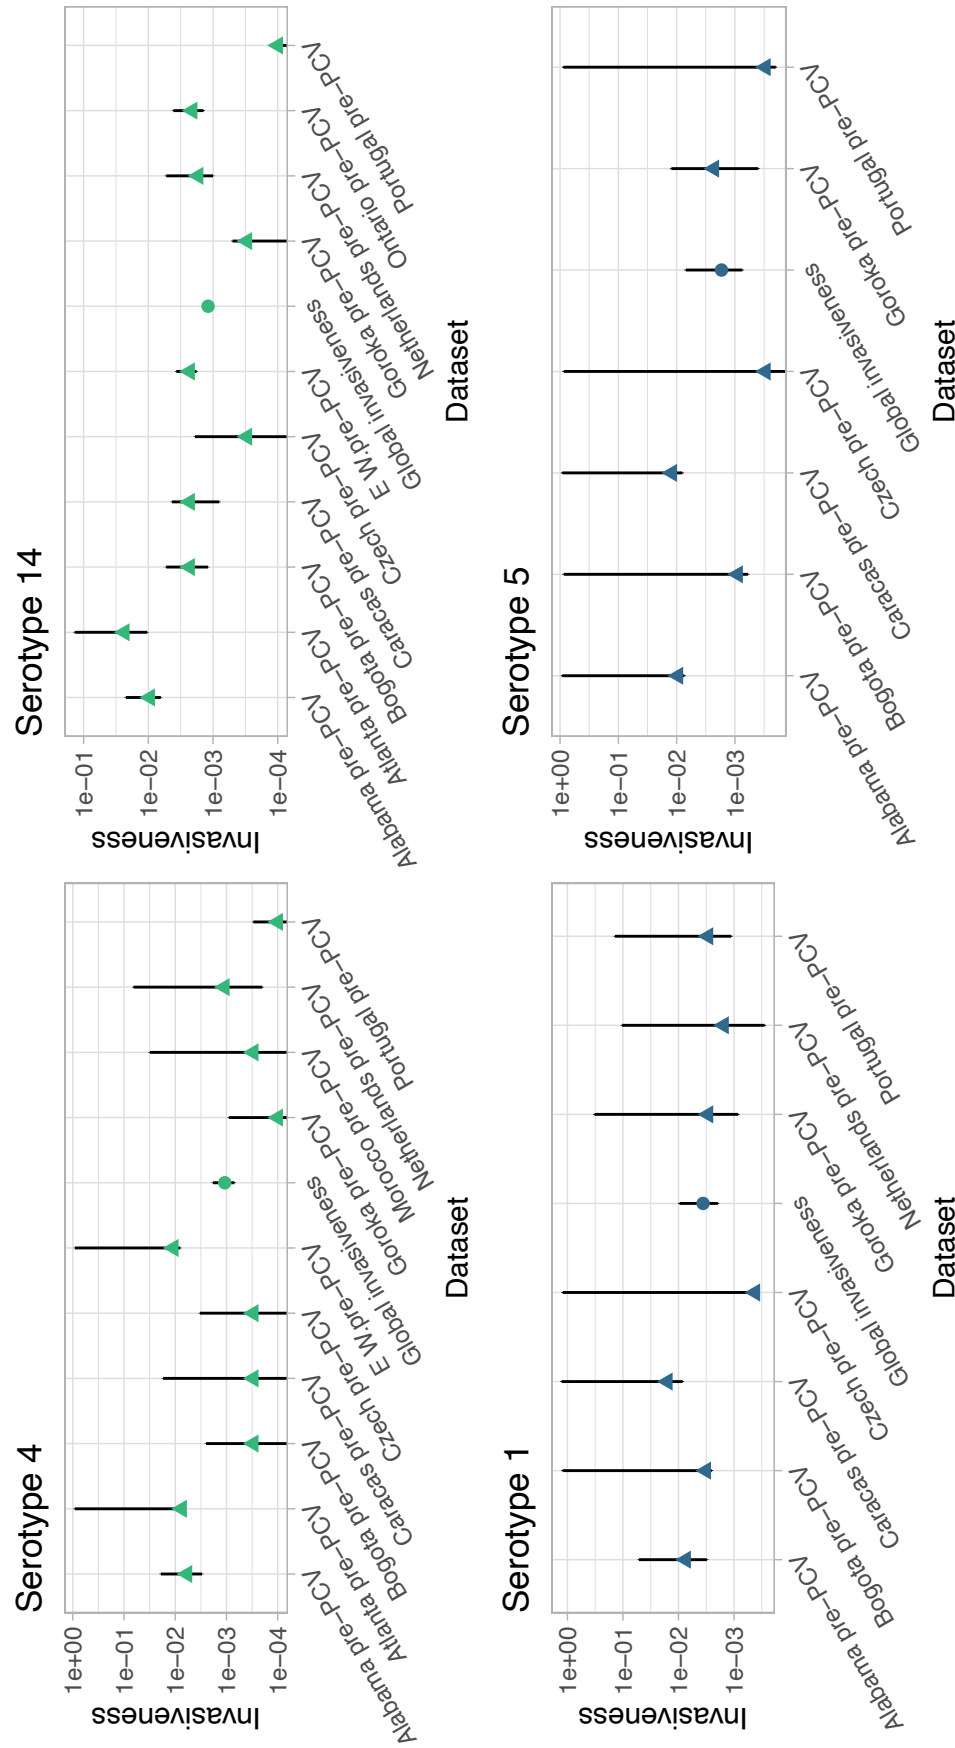 Serotype 4
Invasiveness
1e+00
1e−01
1e−02
1e−03
1e−04
Alabama pre−PCV
Atlanta pre−PCV
Bogota pre−PCV
Caracas pre−PCV
Czech pre−PCV
E W.pre−PCV
Global invasiveness
Goroka pre−PCV
Morocco pre−PCV
Netherlands pre−PCV
Portugal pre−PCV
Dataset
Serotype 14
Invasiveness
1e−01
1e−02
1e−03
1e−04
Alabama pre−PCV
Atlanta pre−PCV
Bogota pre−PCV
Caracas pre−PCV
Czech pre−PCV
E W.pre−PCV
Global invasiveness
Goroka pre−PCV
Netherlands pre−PCV
Ontario pre−PCV
Portugal pre−PCV
Dataset
Serotype 1
Invasiveness
1e+00
1e−01
1e−02
1e−03
Alabama pre−PCV
Bogota pre−PCV
Caracas pre−PCV
Czech pre−PCV
Global invasiveness
Goroka pre−PCV
Netherlands pre−PCV
Portugal pre−PCV
Dataset
Serotype 5
Invasiveness
1e+00
1e−01
1e−02
1e−03
Alabama pre−PCV
Bogota pre−PCV
Caracas pre−PCV
Czech pre−PCV
Global invasiveness
Goroka pre−PCV
Portugal pre−PCV
Dataset